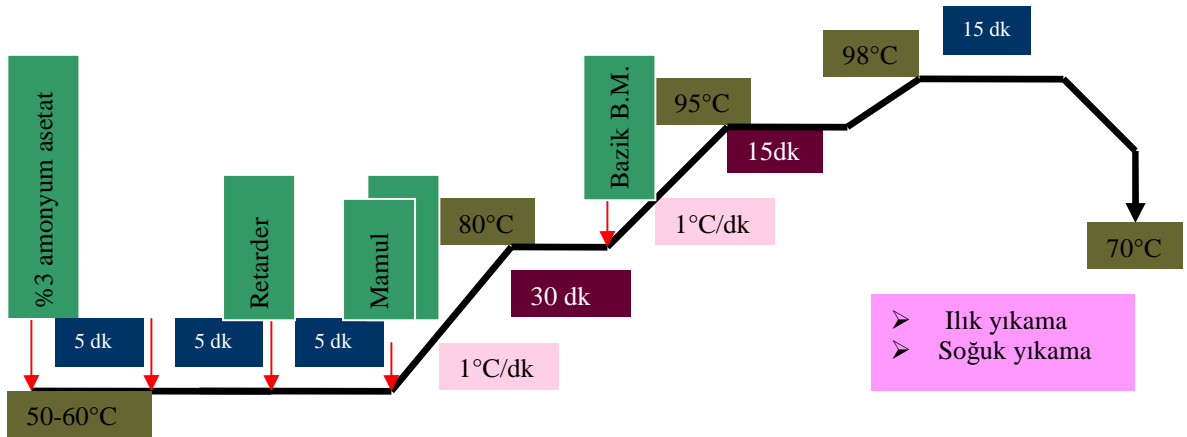 %3 amonyum asetat
5 dk
5 dk
Retarder
5 dk
Mamul
50-60°C
1°C/dk
80°C
30 dk
Bazik B.M.
1°C/dk
95°C
15dk
98°C
15 dk
70°C
➢ Ilık yıkama
➢ Soğuk yıkama